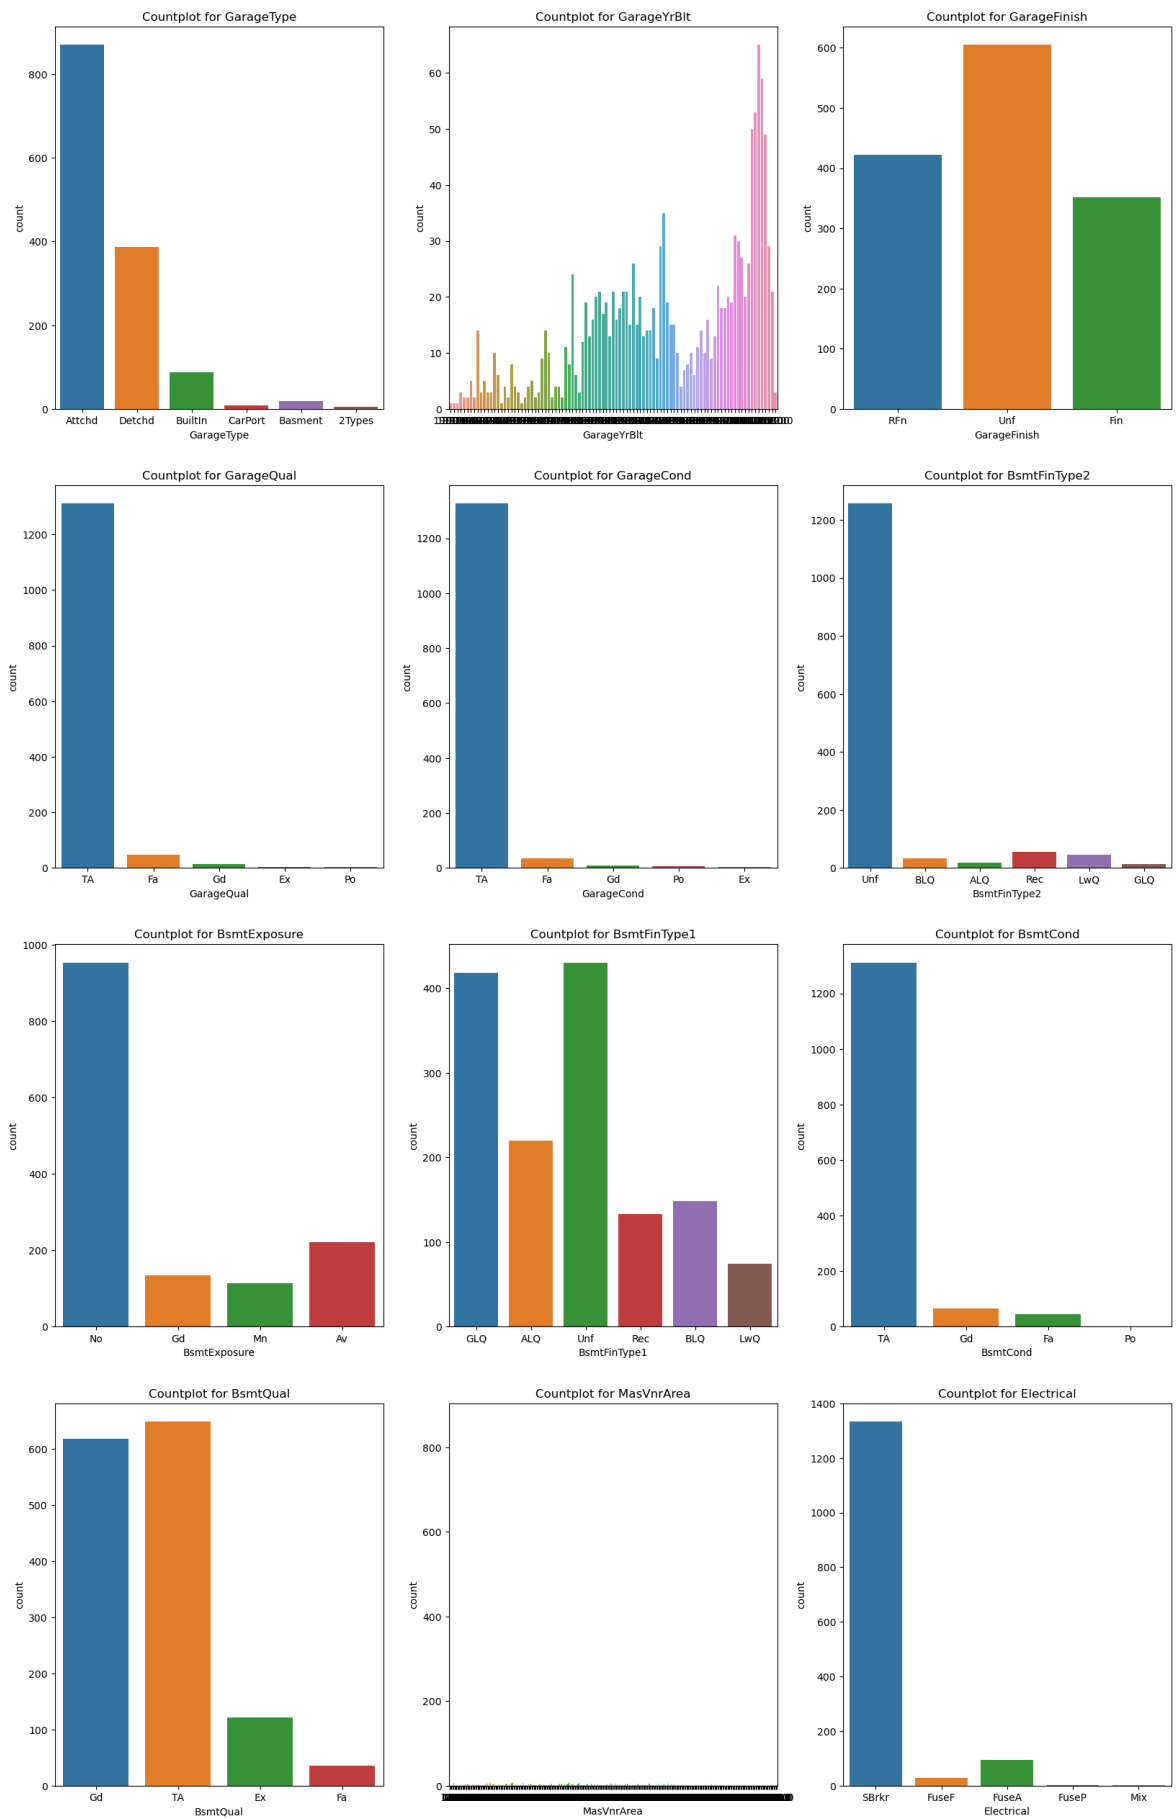 Countplot for GarageType
800
600
400
200
0
count
Attchd Detchd BuiltIn CarPort Basment 2Types
GarageType
Countplot for GarageYrBlt
60
50
40
30
20
10
0
count
GarageYrBlt
Countplot for GarageFinish
600
500
400
300
200
100
0
count
RFn Unf Fin
GarageFinish
Countplot for GarageQual
1200
1000
800
600
400
200
0
count
TA Fa Gd Ex Po
GarageQual
Countplot for GarageCond
1200
1000
800
600
400
200
0
count
TA Fa Gd Po Ex
GarageCond
Countplot for BsmtFinType2
1200
1000
800
600
400
200
0
count
Unf BLQ ALQ Rec LwQ GLQ
BsmtFinType2
Countplot for BsmtExposure
1000
800
600
400
200
0
count
No Gd Mn Av
BsmtExposure
Countplot for BsmtFinType1
400
300
200
100
0
count
GLQ ALQ Unf Rec BLQ LwQ
BsmtFinType1
Countplot for BsmtCond
1200
1000
800
600
400
200
0
count
TA Gd Fa Po
BsmtCond
Countplot for BsmtQual
600
500
400
300
200
100
0
count
Gd TA Ex Fa
BsmtQual
Countplot for MasVnrArea
800
600
400
200
0
count
MasVnrArea
Countplot for Electrical
1400
1200
1000
800
600
400
200
0
count
SBrkr FuseF FuseA FuseP Mix
Electrical